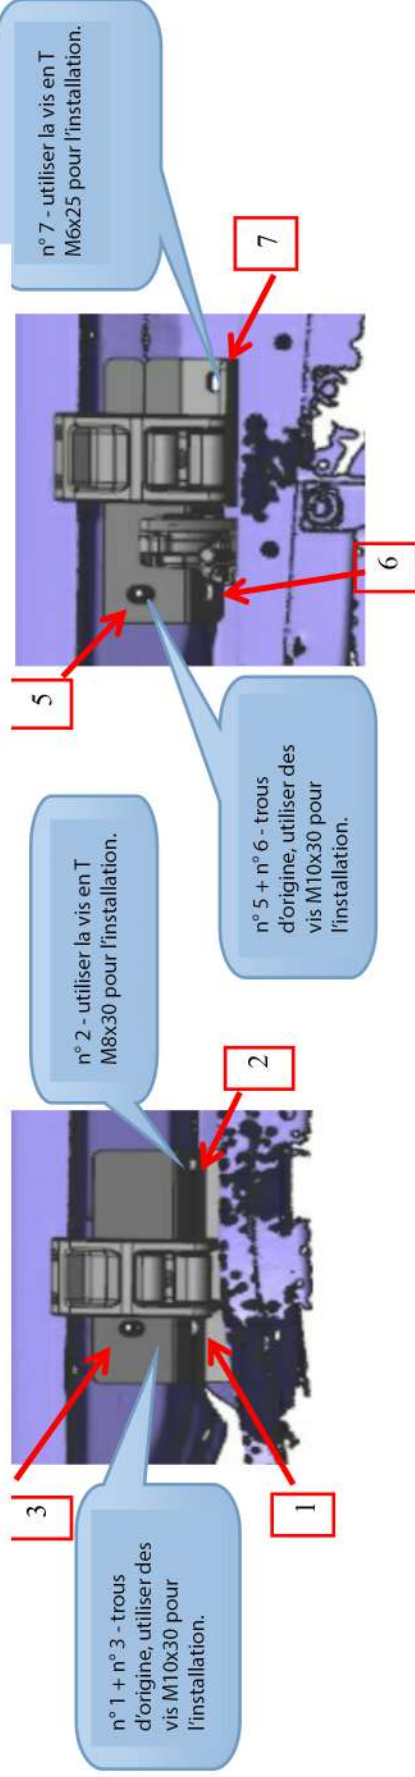 n° 1 + n° 3 - trous
d'origine, utiliser des
vis M10x30 pour
l'installation.
3
1
n° 2 - utiliser la vis en T
M8x30 pour l'installation.
2
n° 5 + n° 6 - trous
d'origine, utiliser des
vis M10x30 pour
l'installation.
5
6
n° 7 - utiliser la vis en T
M6x25 pour l'installation.
7